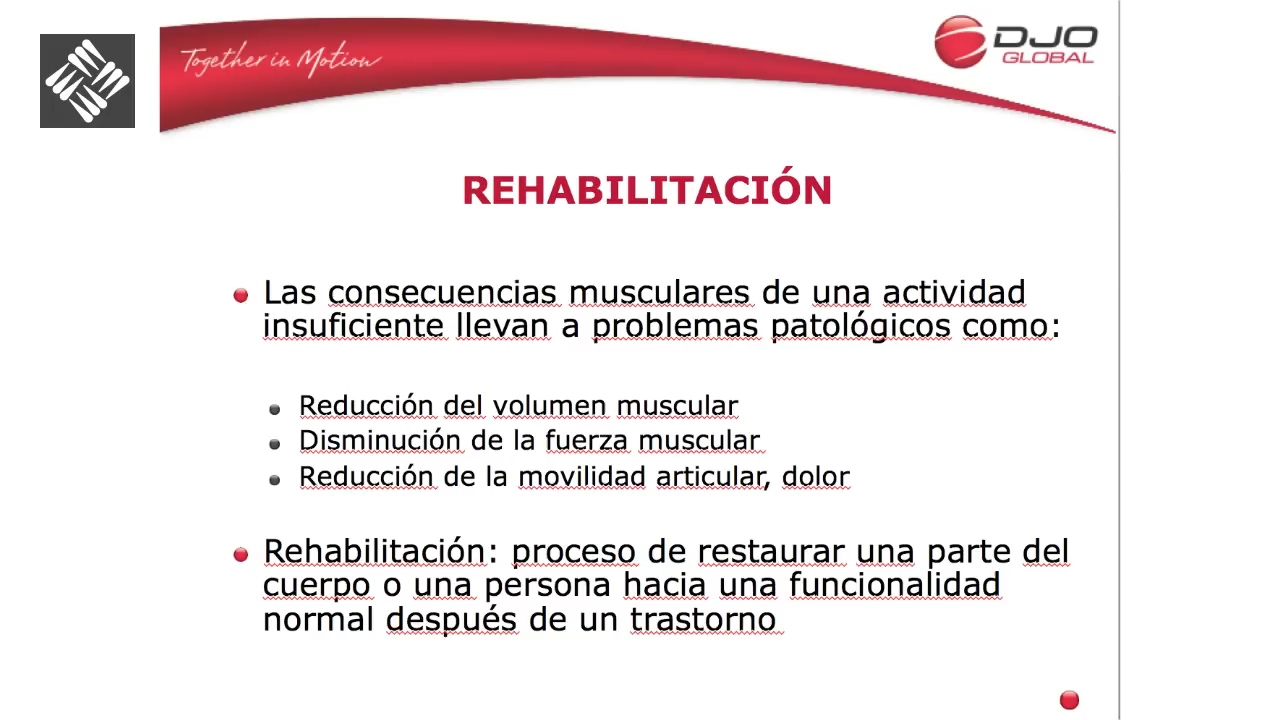 Together in Motion
DJO
GLOBAL
REHABILITACIÓN
Las consecuencias musculares de una actividad
insuficiente llevan a problemas patológicos como:
Reducción del volumen muscular
Disminución de la fuerza muscular
Reducción de la movilidad articular, dolor
Rehabilitación: proceso de restaurar una parte del
cuerpo o una persona hacia una funcionalidad
normal después de un trastorno